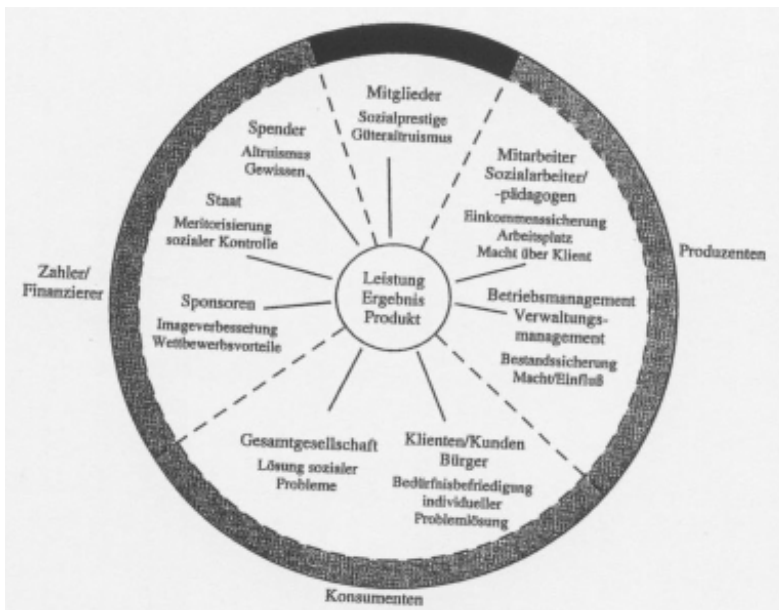 Mitglieder
Sozialprestige
Güteraltruismus
Spender
Altruismus
Gewissen
Staat
Meritorisierung
sozialer Kontrolle
Zahler/
Finanzierer
Sponsoren
Imageverbesserung
Wettbewerbsvorteile
Leistung
Ergebnis
Produkt
Mitarbeiter
Sozialarbeiter/
-pädagogen
Einkommenssicherung
Arbeitsplatz
Macht über Klient
Produzenten
Betriebsmanagement
Verwaltungs-
management
Bestandssicherung
Macht/Einfluß
Gesamtgesellschaft
Lösung sozialer
Probleme
Klienten/Kunden
Bürger
Bedürfnisbefriedigung
individueller
Problemlösung
Konsumenten